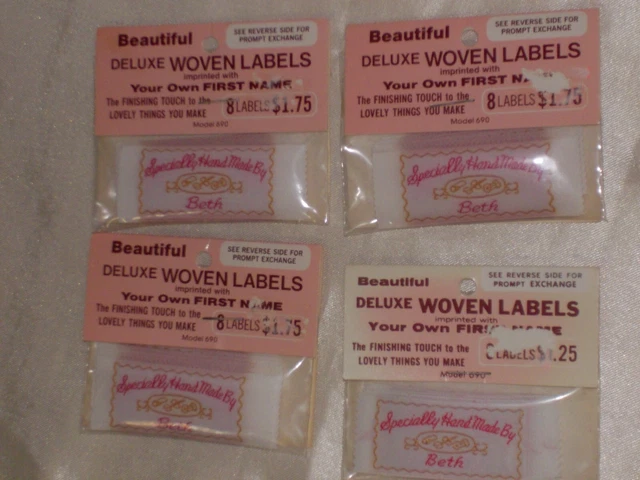 Beautiful
SEE REVERSE SIDE FOR
PROMPT EXCHANGE
DELUXE WOVEN LABELS
imprinted with
Your Own FIRST NAME
The FINISHING TOUCH to the
LOVELY THINGS YOU MAKE
8 LABELS $1.75
Model 690
Specially Hand Made By
Beth
Beautiful
SEE REVERSE SIDE FOR
PROMPT EXCHANGE
DELUXE WOVEN LABELS
imprinted with
Your Own FIRST
The FINISHING TOUCH to the
LOVELY THINGS YOU MAKE
8 LABELS $1.75
Model 690
Specially Hand Made By
Beth
Beautiful
SEE REVERSE SIDE FOR
PROMPT EXCHANGE
DELUXE WOVEN LABELS
imprinted with
Your Own FIRST NAME
The FINISHING TOUCH to the
LOVELY THINGS YOU MAKE
8 LABELS $1.75
Model 690
Specially Hand Made By
Beth
Beautiful
SEE REVERSE SIDE FOR
PROMPT EXCHANGE
DELUXE WOVEN LABELS
imprinted with
Your Own FIRST NAME
The FINISHING TOUCH to the
LOVELY THINGS YOU MAKE
LABELS .25
Model 690
Specially Hand Made By
Beth